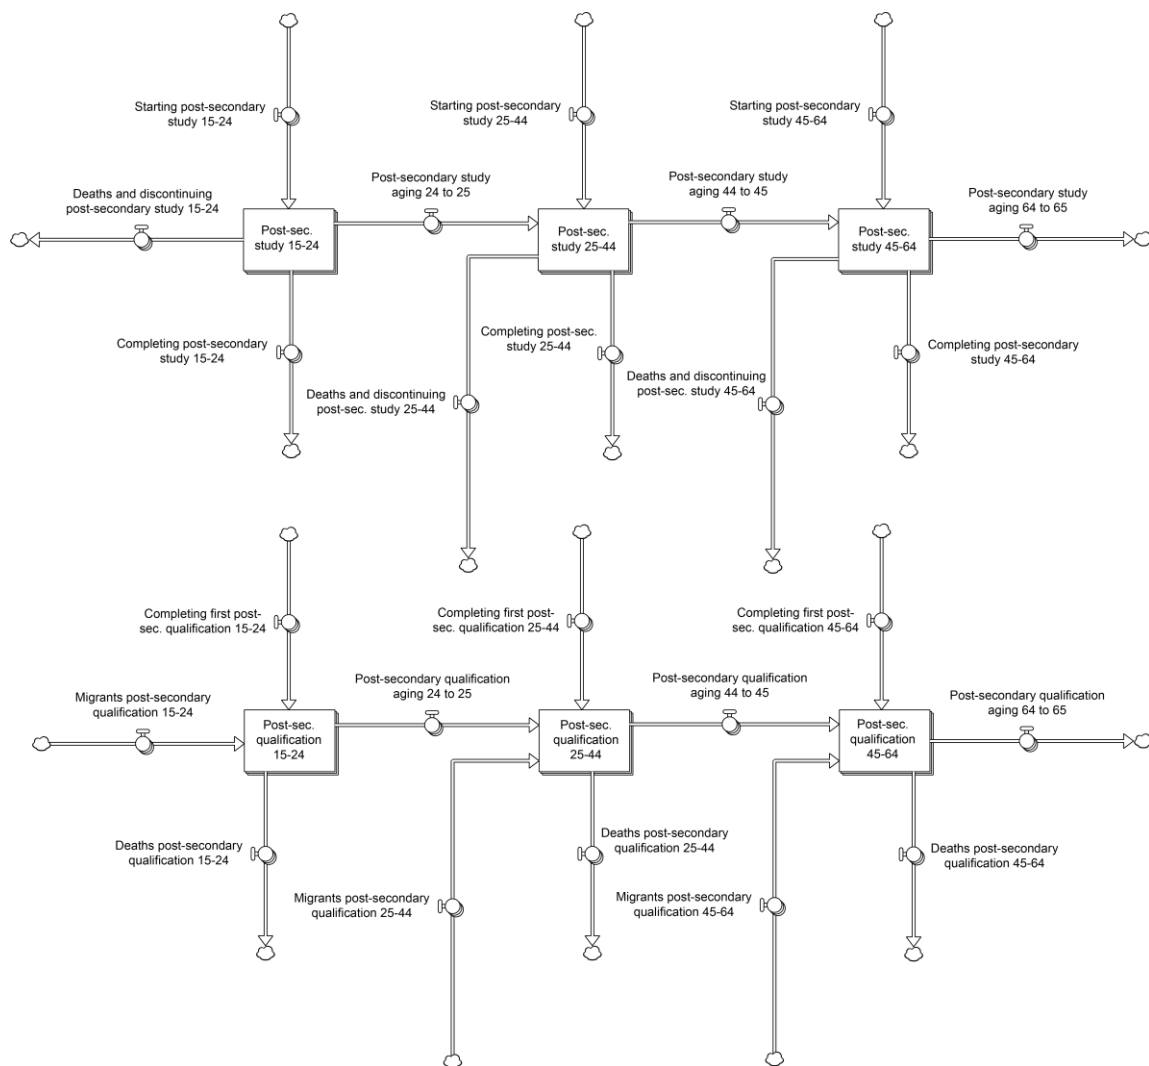 Starting post-secondary
study 15-24
Starting post-secondary
study 25-44
Starting post-secondary
study 45-64
Deaths and discontinuing
post-secondary study 15-24
Post-secondary study
aging 24 to 25
Post-secondary study
aging 44 to 45
Post-secondary study
aging 64 to 65
Post-sec.
study 15-24
Post-sec.
study 25-44
Post-sec.
study 45-64
Completing post-secondary
study 15-24
Completing post-sec.
study 25-44
Completing post-secondary
study 45-64
Deaths and discontinuing
post-sec. study 25-44
Deaths and discontinuing
post-sec. study 45-64
Completing first post-
sec. qualification 15-24
Completing first post-
sec. qualification 25-44
Completing first post-
sec. qualification 45-64
Migrants post-secondary
qualification 15-24
Post-secondary qualification
aging 24 to 25
Post-secondary qualification
aging 44 to 45
Post-secondary qualification
aging 64 to 65
Post-sec.
qualification
15-24
Post-sec.
qualification
25-44
Post-sec.
qualification
45-64
Deaths post-secondary
qualification 15-24
Deaths post-secondary
qualification 25-44
Deaths post-secondary
qualification 45-64
Migrants post-secondary
qualification 25-44
Migrants post-secondary
qualification 45-64